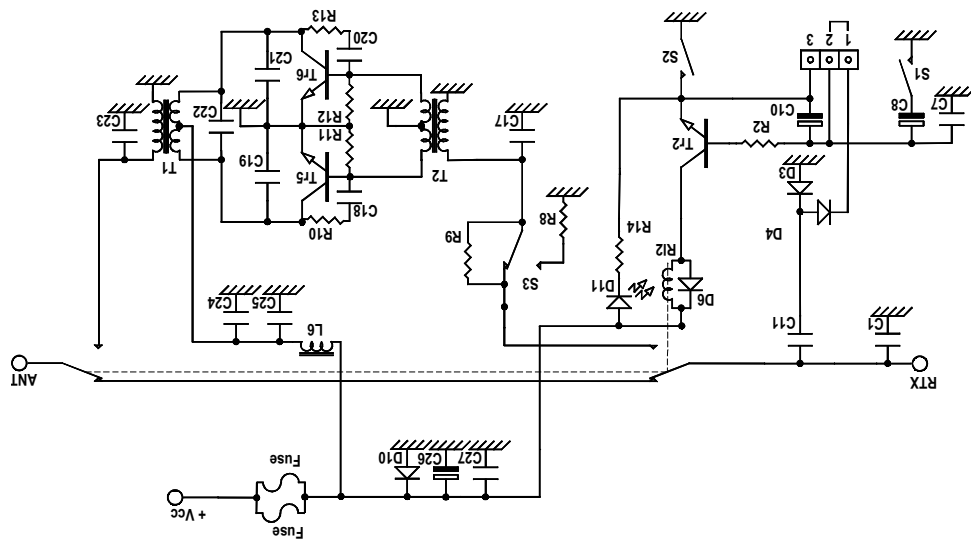 Fuse
+ Vcc
Fuse
C27
C26
D10
RTX
ANT
C1
C11
L6
D6
D11
C25
C24
Rl2
S3
R14
D4
R9
R8
R10
C18
D3
T2
T1
Tr5
C19
Tr2
R2
R11
C17
R12
C22
C23
C7
C8
C10
Tr6
C21
S1
S2
C20
1
2
3
R13